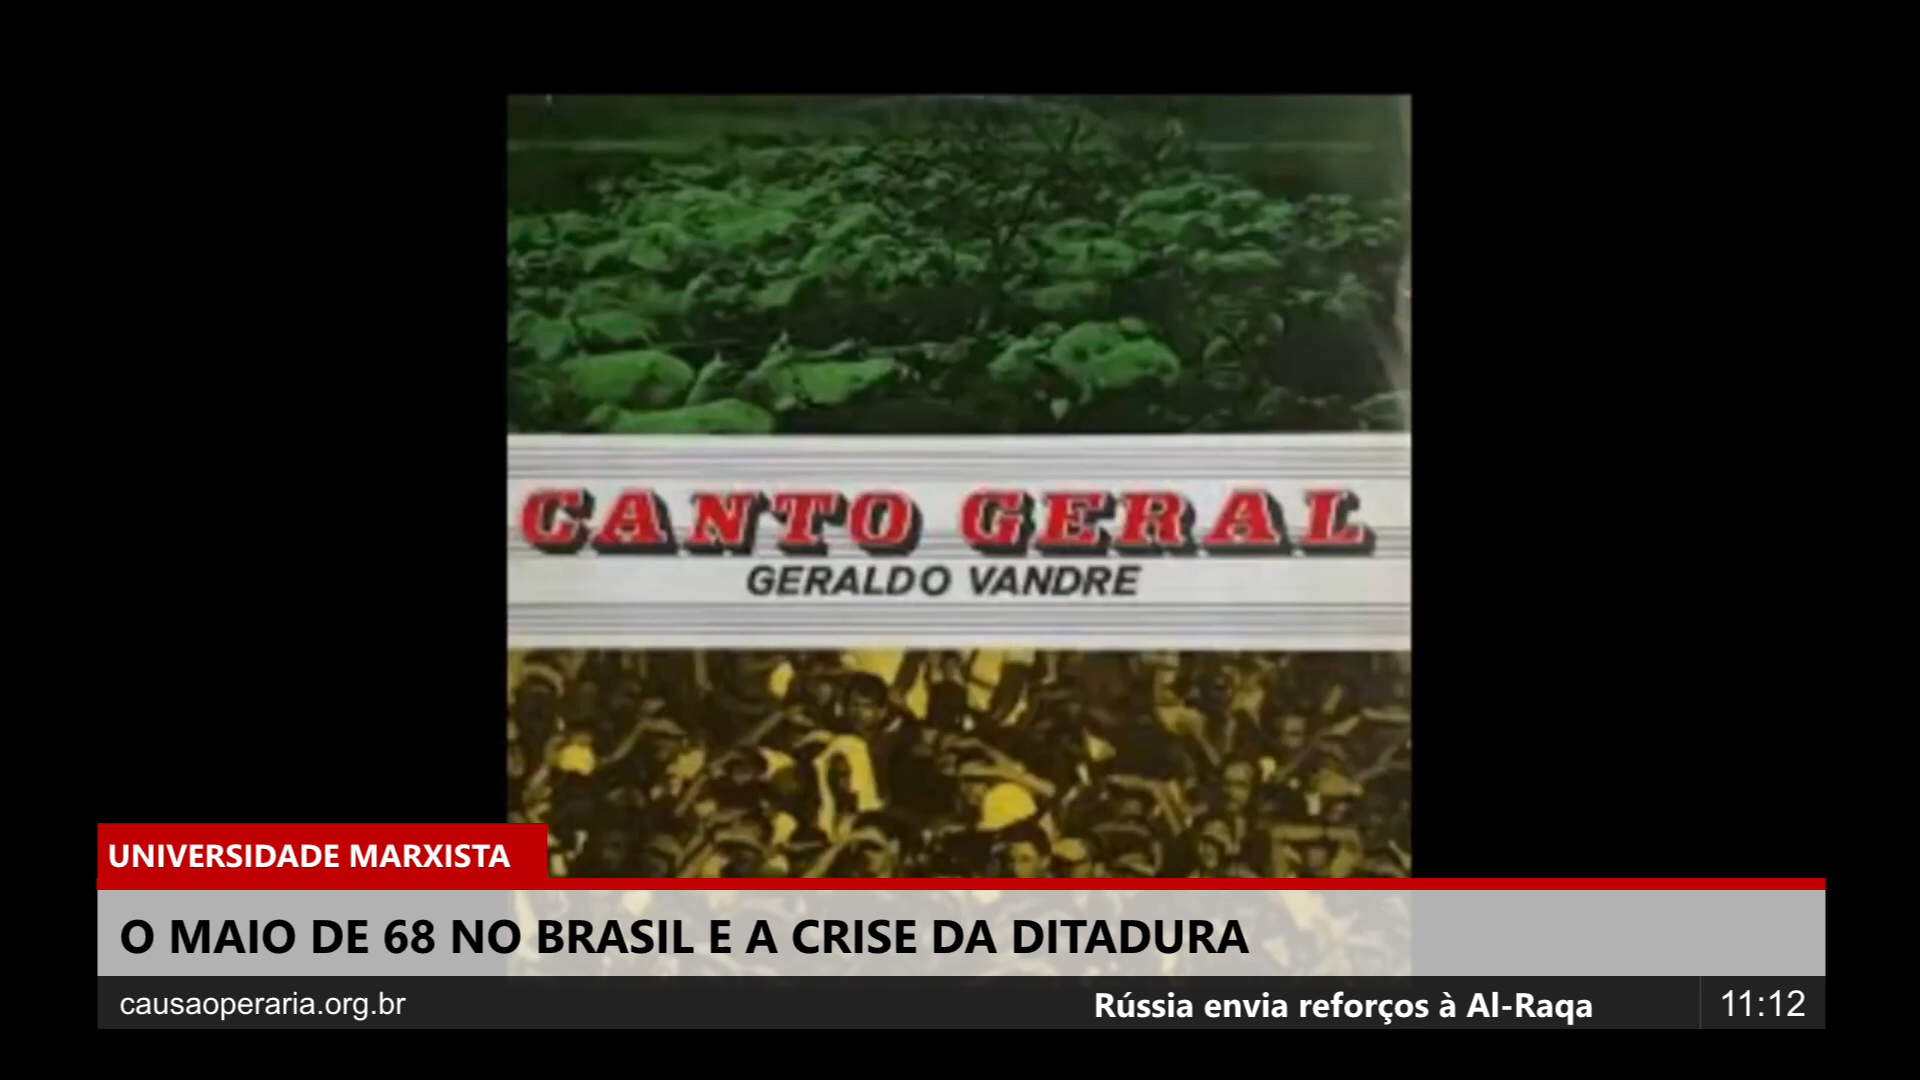 CANTO GERAL
GERALDO VANDRE
UNIVERSIDADE MARXISTA
O MAIO DE 68 NO BRASIL E A CRISE DA DITADURA
causaoperaria.org.br
Rússia envia reforços à Al-Raqa
11:12